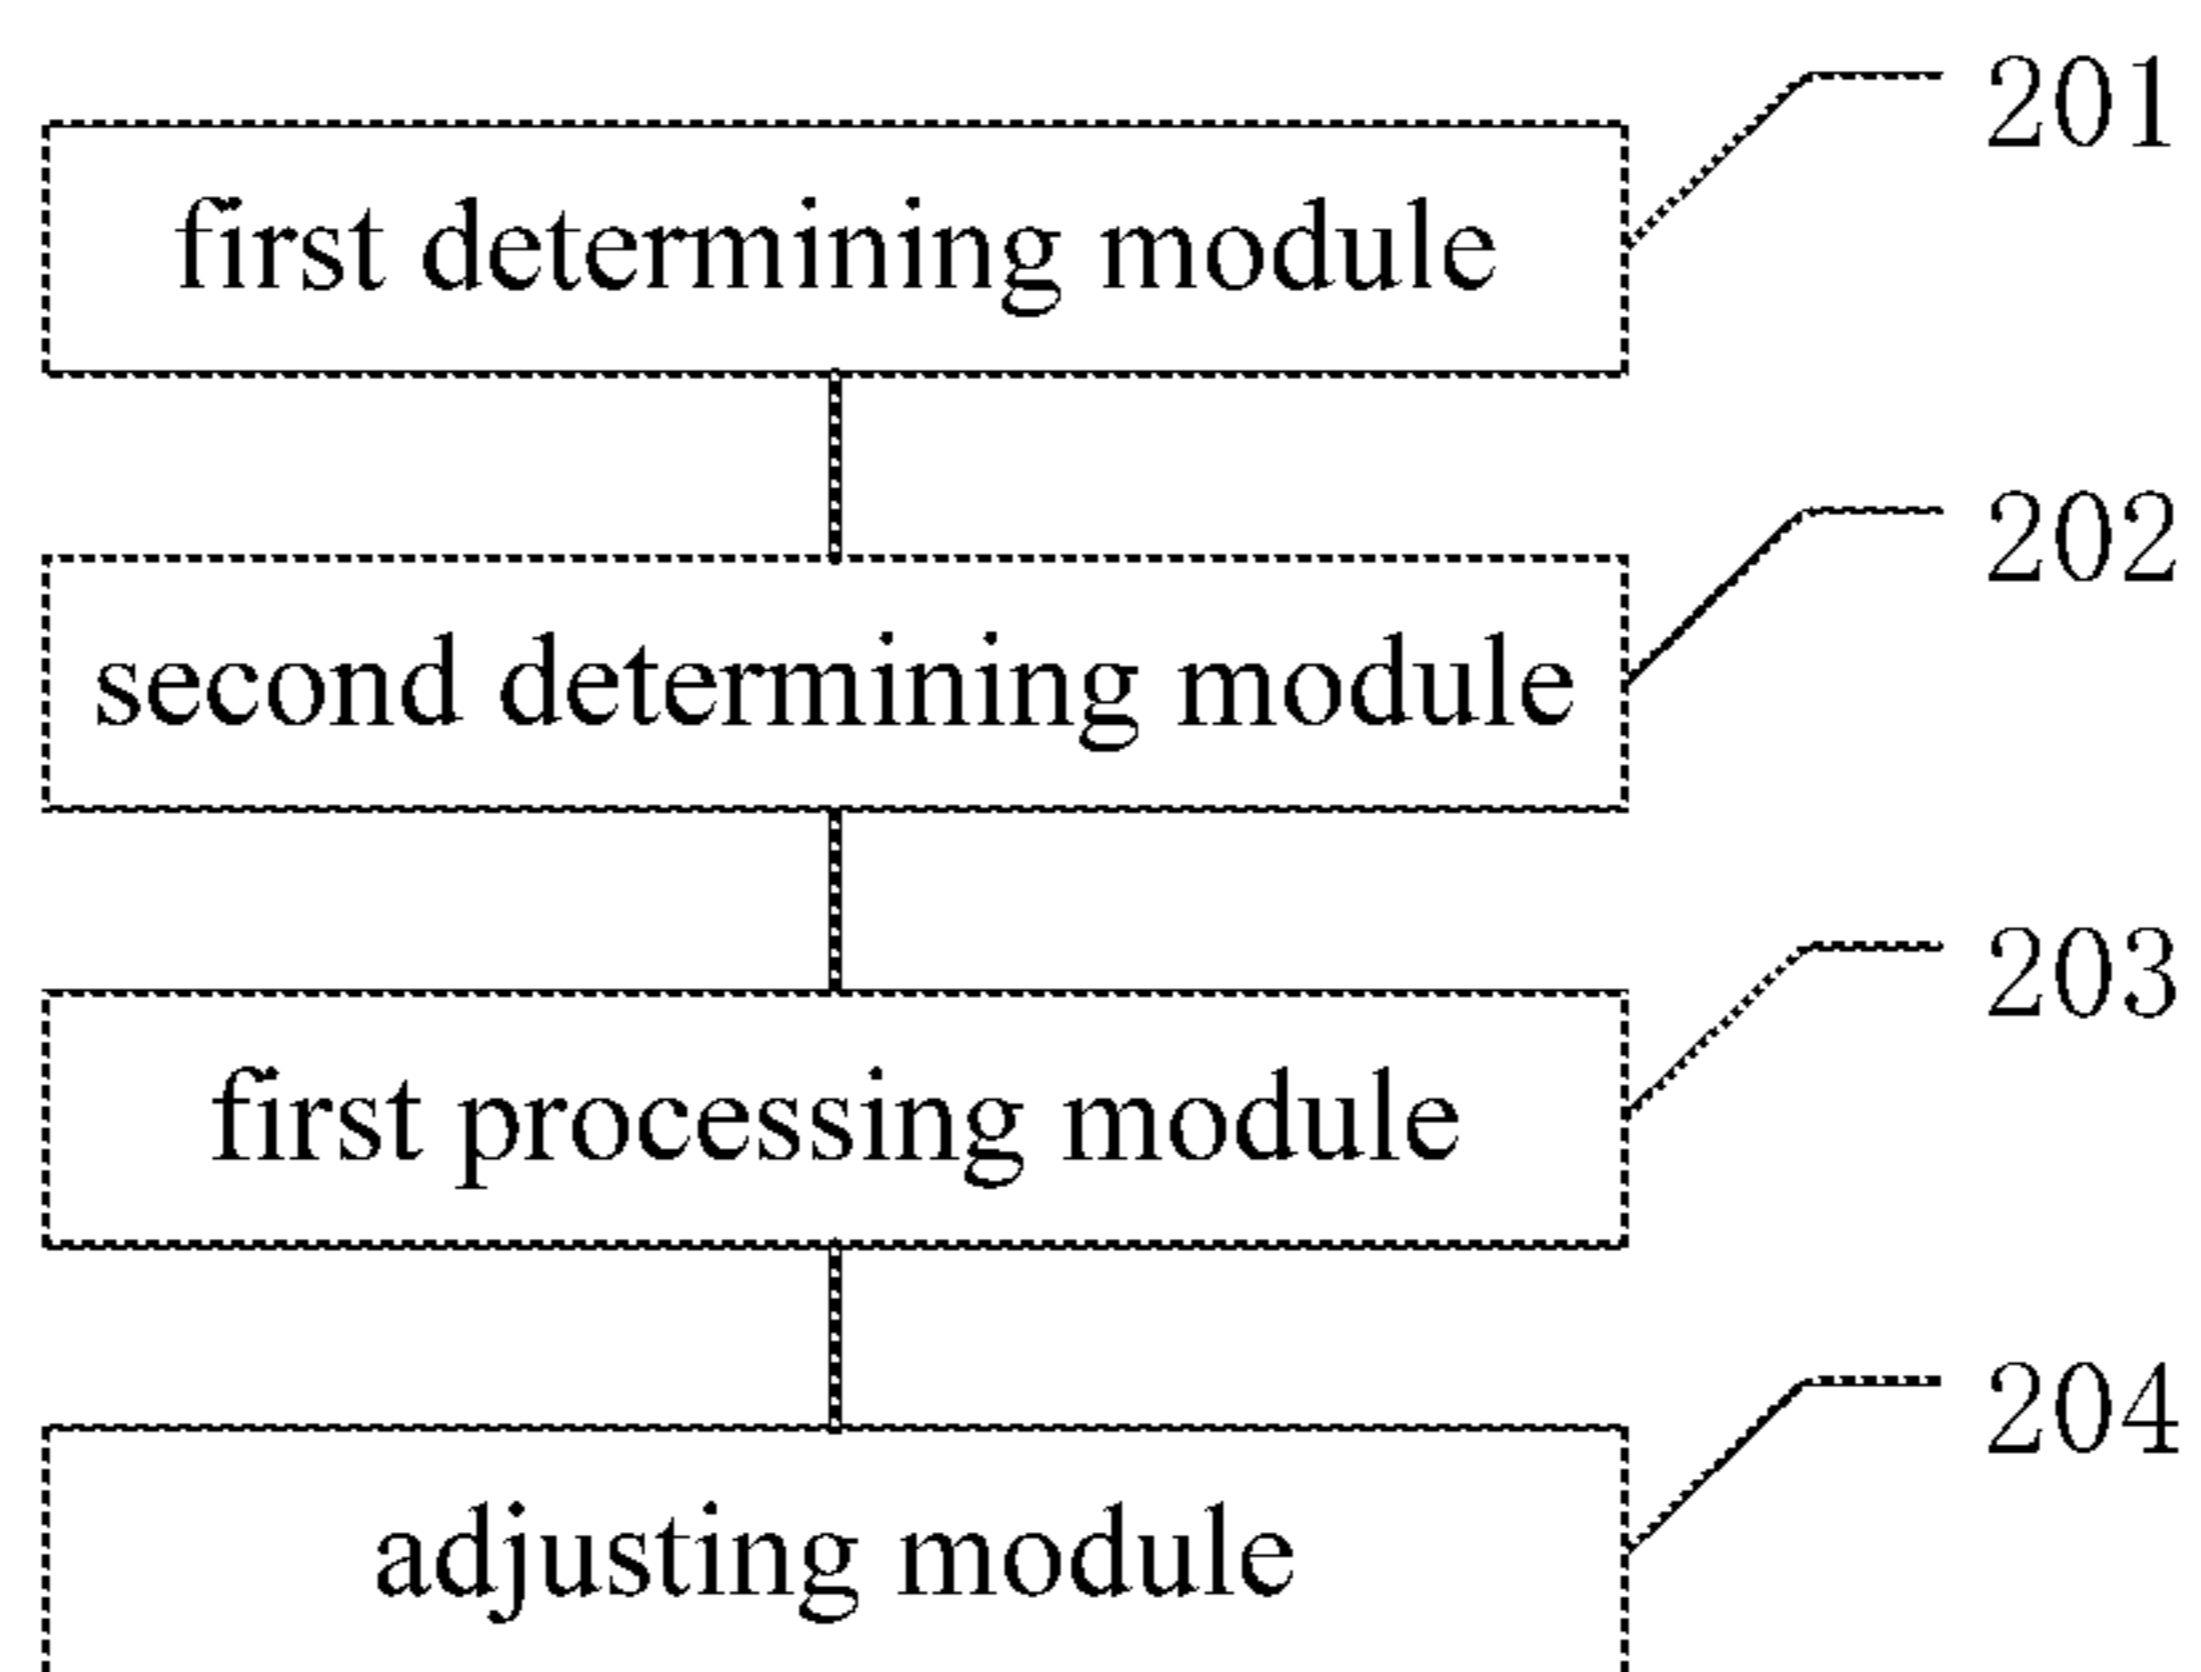 201
first determining module
202
second determining module
203
first processing module
204
adjusting module